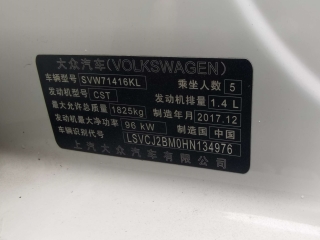 大众汽车(VOLKSWAGEN)
车辆型号 SVW71416KL 乘坐人数 5
发动机型号 CST 发动机排量 1.4 L
最大允许总质量 1825kg 制造年月 2017.12
发动机最大净功率 96 kW 制造国 中国
车辆识别代号 LSVCJ2BM0HN134976
上汽大众汽车有限公司